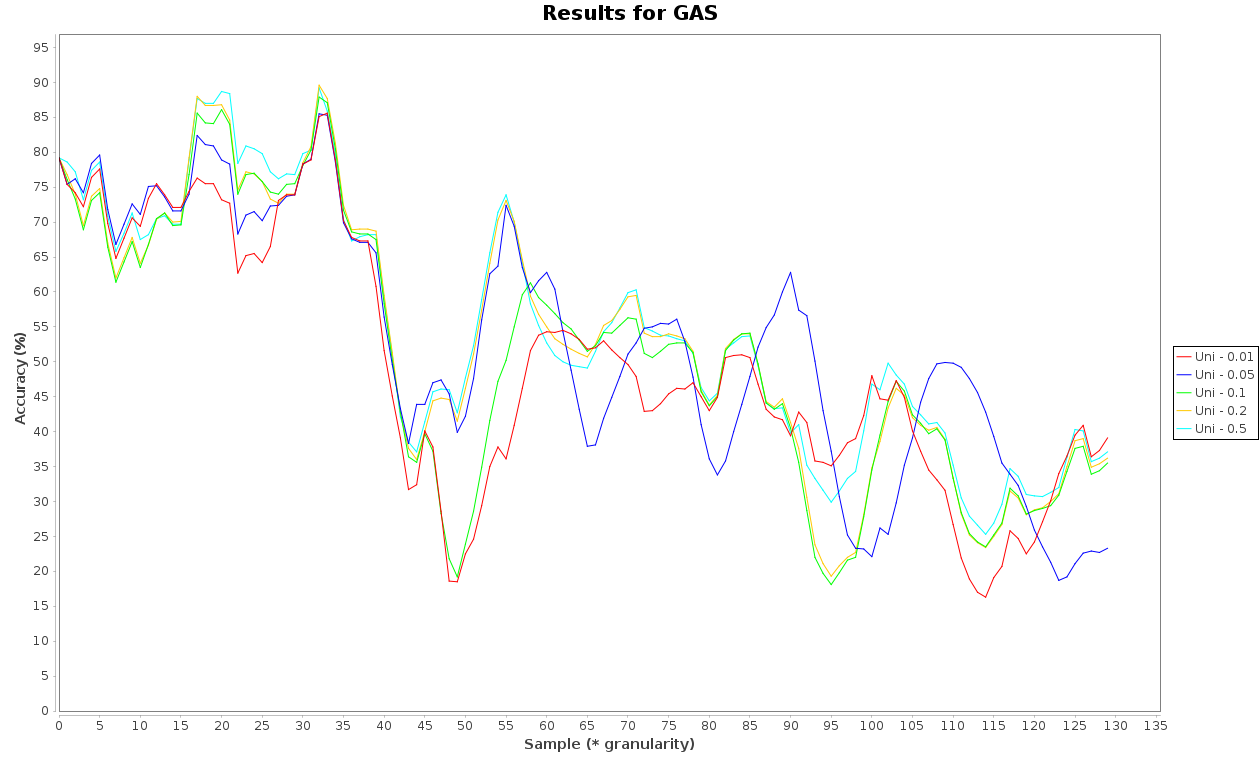 Results for GAS
Accuracy (%)
95
90
85
80
75
70
65
60
55
50
45
40
35
30
25
20
15
10
5
0
0 5 10 15 20 25 30 35 40 45 50 55 60 65 70 75 80 85 90 95 100 105 110 115 120 125 130 135
Sample (* granularity)
Uni - 0.01
Uni - 0.05
Uni - 0.1
Uni - 0.2
Uni - 0.5